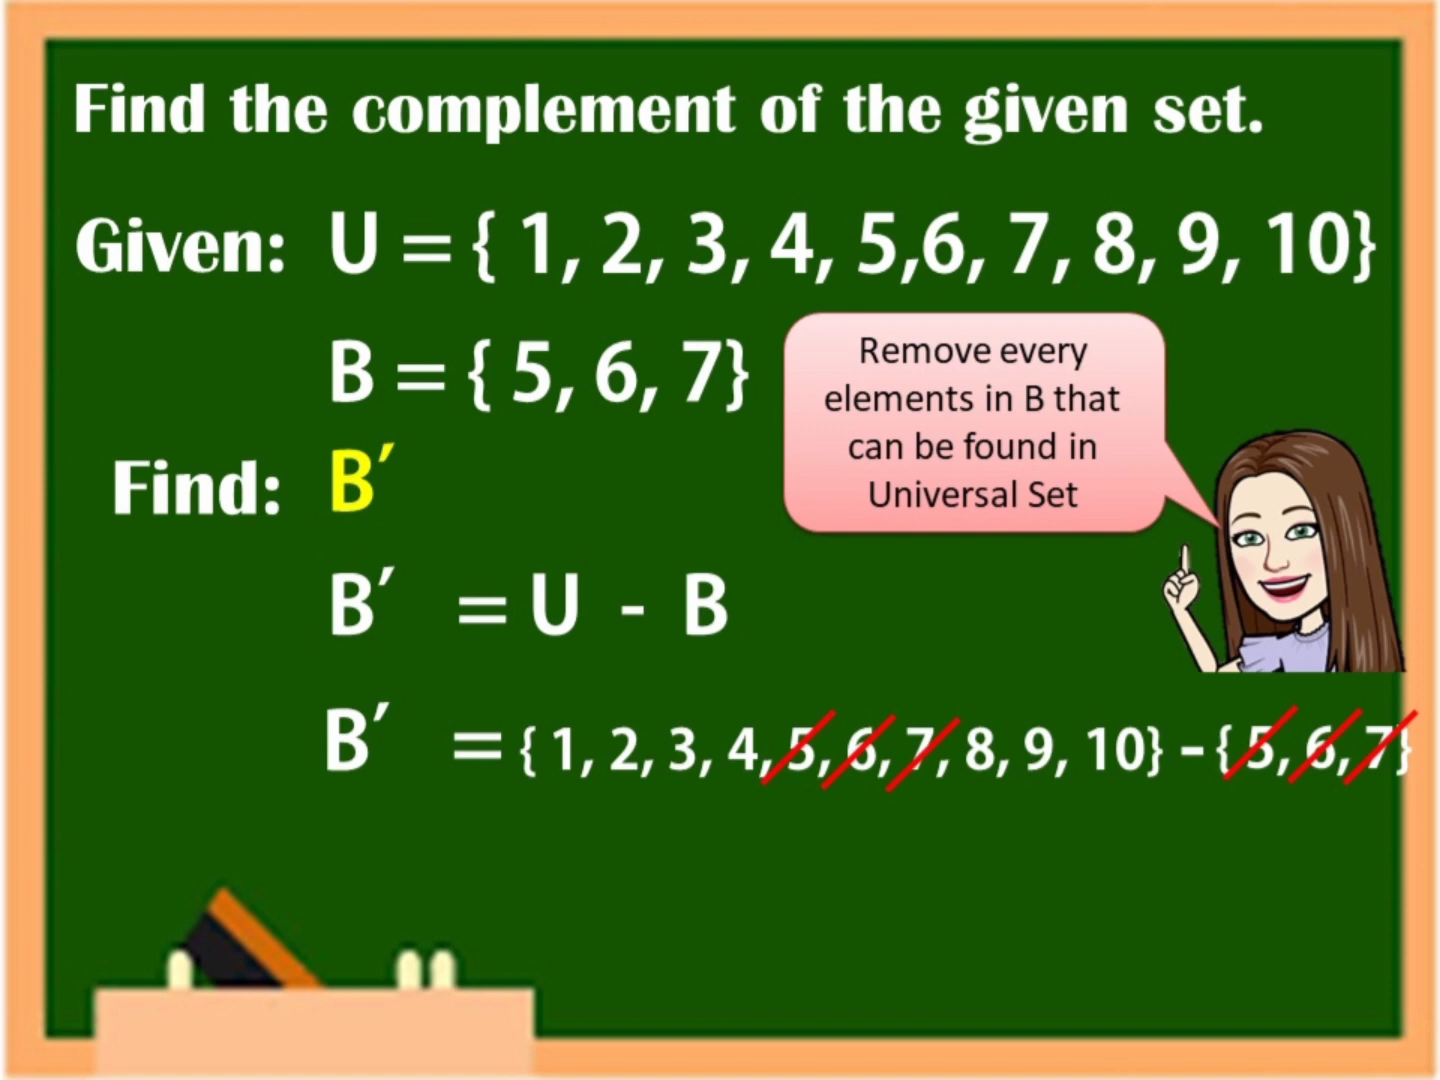 Find the complement of the given set.
Given: U = { 1, 2, 3, 4, 5,6, 7, 8, 9, 10}
B = { 5, 6, 7}
Remove every
elements in B that
can be found in
Universal Set
Find: B′
B′ = U - B
B′ = { 1, 2, 3, 4, 5, 6, 7, 8, 9, 10} - { 5, 6, 7}